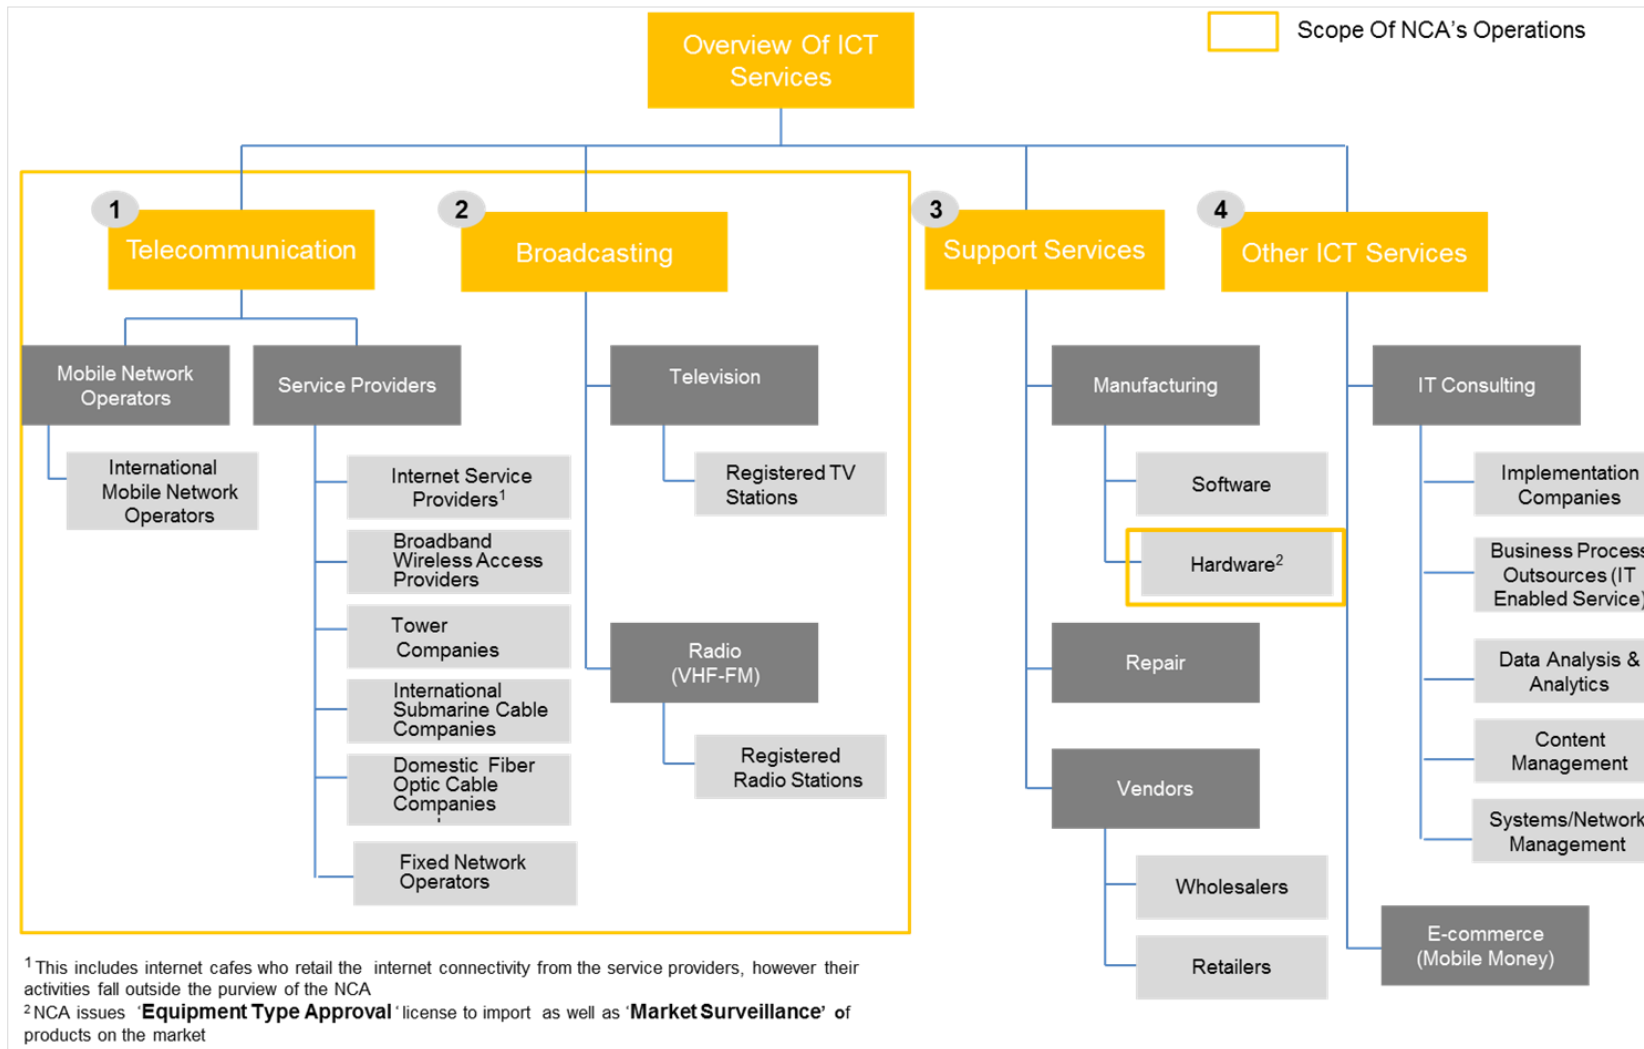 Overview Of ICT
Services
Scope Of NCA's Operations
1
Telecommunication
2
Broadcasting
3
Support Services
4
Other ICT Services
Mobile Network
Operators
International
Mobile Network
Operators
Service Providers
Internet Service
Providers1
Broadband
Wireless Access
Providers
Tower
Companies
International
Submarine Cable
Companies
Domestic Fiber
Optic Cable
Companies
Fixed Network
Operators
Television
Registered TV
Stations
Radio
(VHF-FM)
Registered
Radio Stations
Manufacturing
Software
Hardware2
Repair
Vendors
Wholesalers
Retailers
IT Consulting
Implementation
Companies
Business Process
Outsources (IT
Enabled Service)
Data Analysis &
Analytics
Content
Management
Systems/Network
Management
E-commerce
(Mobile Money)
1 This includes internet cafes who retail the internet connectivity from the service providers, however their
activities fall outside the purview of the NCA
2 NCA issues ‘Equipment Type Approval‘ license to import as well as ‘Market Surveillance’ of
products on the market